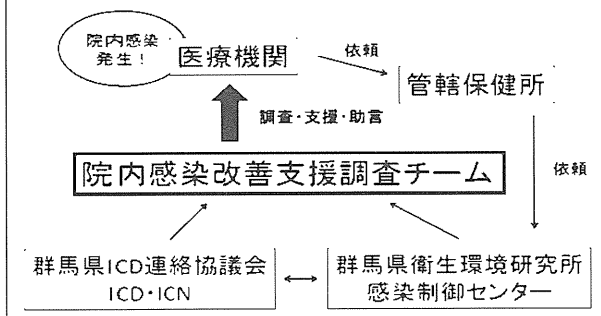 院内感染
発生！
医療機関
依頼
管轄保健所
調査・支援・助言
院内感染改善支援調査チーム
依頼
群馬県ICD連絡協議会
ICD・ICN
群馬県衛生環境研究所
感染制御センター